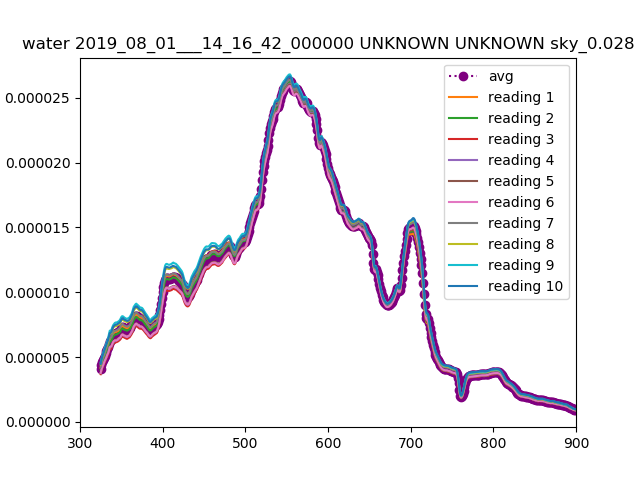 water 2019_08_01___14_16_42_000000 UNKNOWN UNKNOWN sky_0.028
avg
reading 1
reading 2
reading 3
reading 4
reading 5
reading 6
reading 7
reading 8
reading 9
reading 10
0.000025
0.000020
0.000015
0.000010
0.000005
0.000000
300 400 500 600 700 800 900